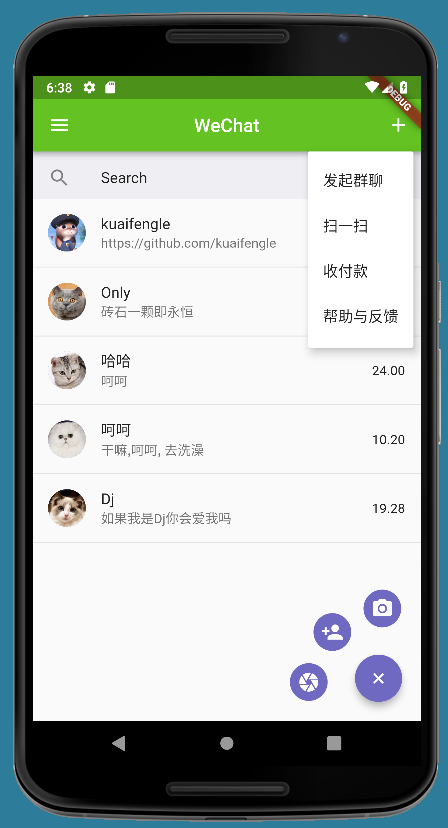 6:38
DEBUG
WeChat
Search
发起群聊
扫一扫
收付款
帮助与反馈
kuaifengle
https://github.com/kuaifengle
Only
砖石一颗即永恒
哈哈
呵呵
24.00
呵呵
干嘛,呵呵, 去洗澡
10.20
Dj
如果我是Dj你会爱我吗
19.28